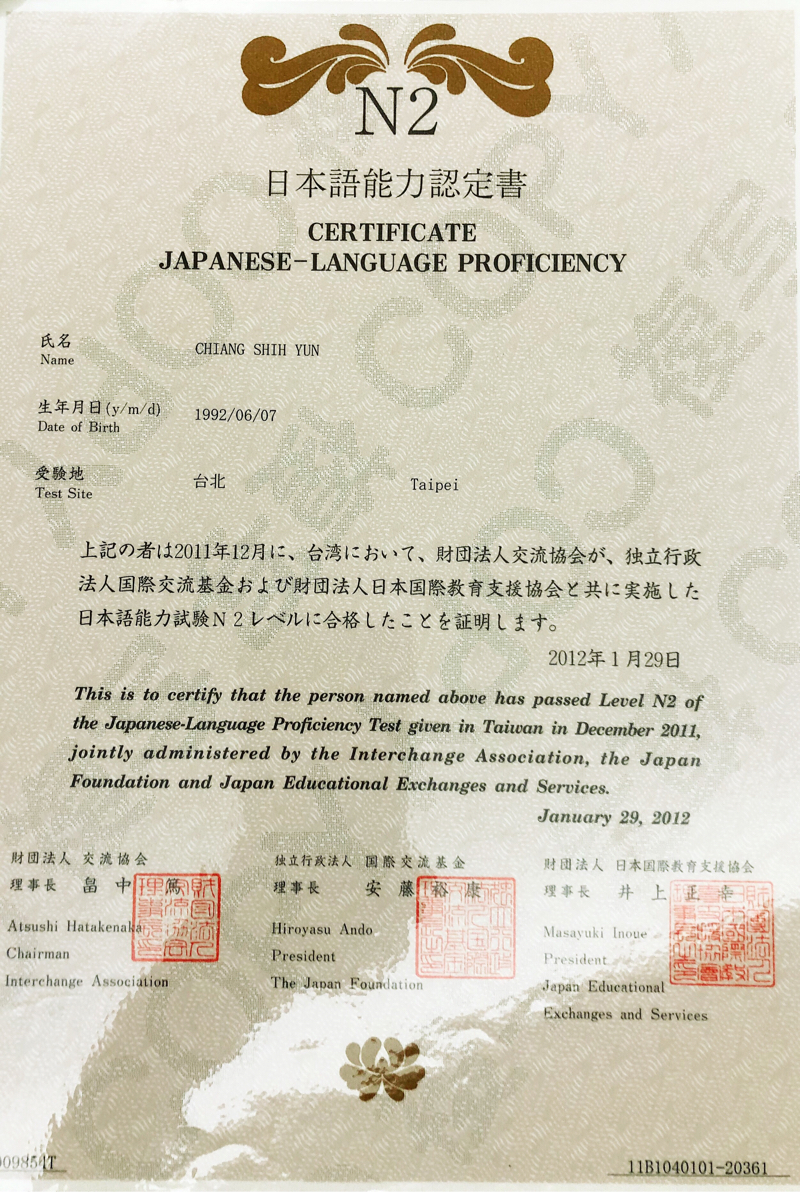 N2
日本語能力認定書
CERTIFICATE
JAPANESE-LANGUAGE PROFICIENCY
氏名
Name
CHIANG SHIH YUN
生年月日(y/m/d)
Date of Birth
1992/06/07
受験地
Test Site
台北 Taipei
上記の者は2011年12月に、台湾において、財団法人交流協会が、独立行政
法人国際交流基金および財団法人日本国際教育支援協会と共に実施した
日本語能力試験N2レベルに合格したことを証明します。
2012年1月29日
This is to certify that the person named above has passed Level N2 of
the Japanese-Language Proficiency Test given in Taiwan in December 2011,
jointly administered by the Interchange Association, the Japan
Foundation and Japan Educational Exchanges and Services.
January 29, 2012
財団法人 交流協会
理事長 畠中 篤
Atsushi Hatakenaka
Chairman
Interchange Association
独立行政法人 国際交流基金
理事長 安藤 裕康
Hiroyasu Ando
President
The Japan Foundation
財団法人 日本国際教育支援協会
理事長 井上 正幸
Masayuki Inoue
President
Japan Educational
Exchanges and Services
COPY
11B1040101-20361